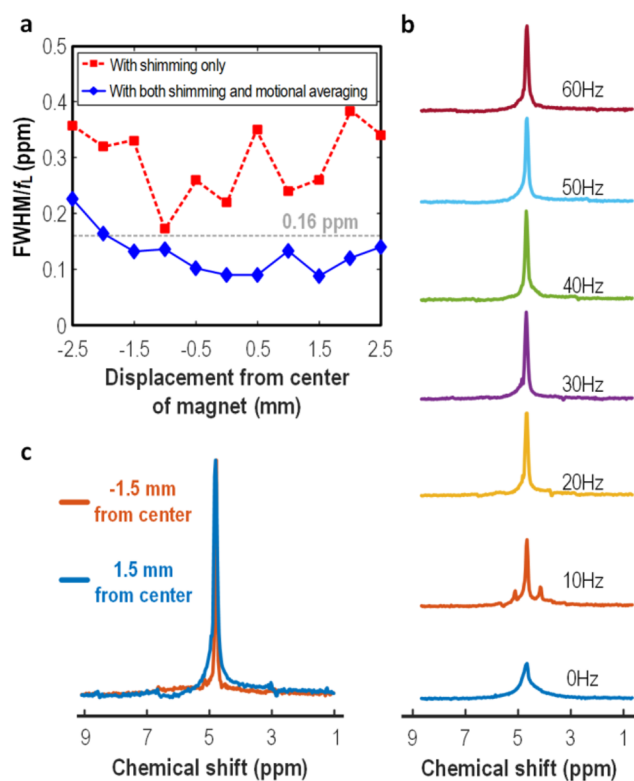 a
0.5
0.4
0.3
0.2
0.1
0
With shimming only
With both shimming and motional averaging
0.16 ppm
FWHM/fL (ppm)
-2.5 -1.5 -0.5 0.5 1.5 2.5
Displacement from center
of magnet (mm)
b
60Hz
50Hz
40Hz
30Hz
20Hz
10Hz
0Hz
9 7 5 3 1
Chemical shift (ppm)
c
-1.5 mm
from center
1.5 mm
from center
9 7 5 3 1
Chemical shift (ppm)